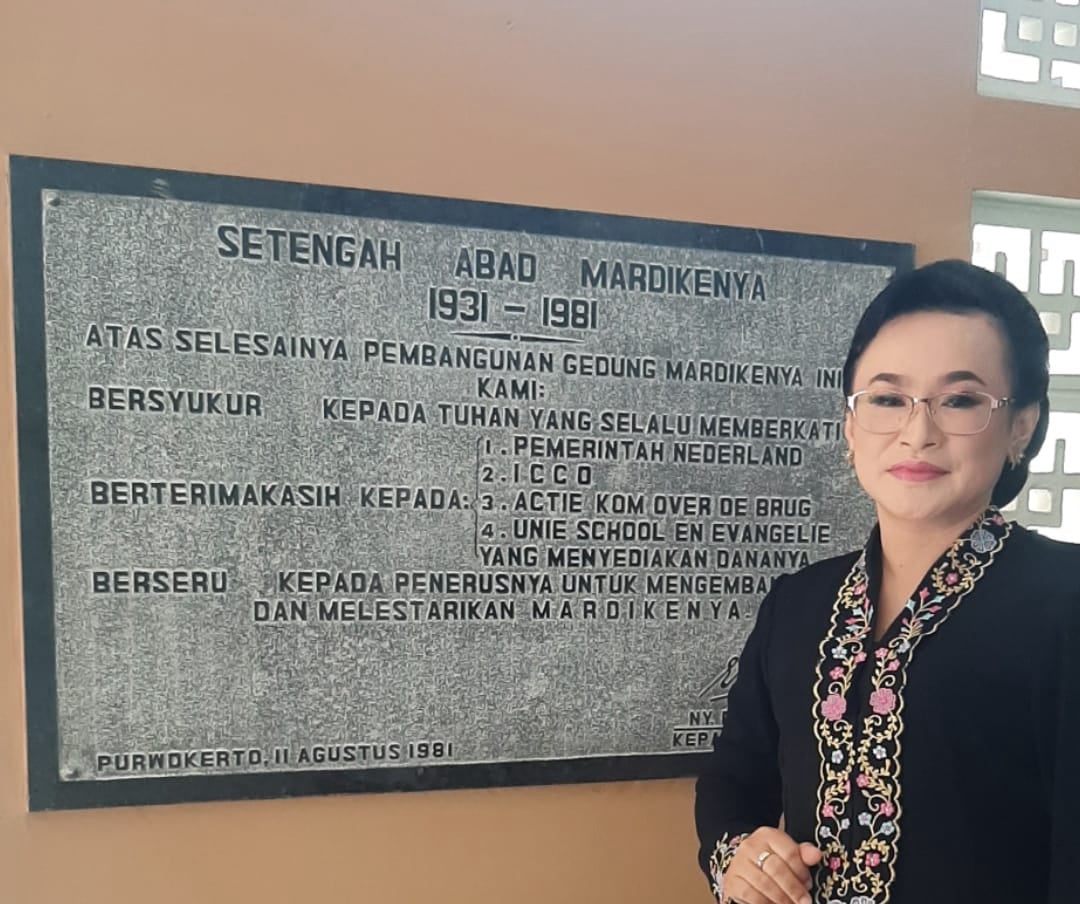 SETENGAH ABAD MARDIKENYA
1931 – 1981
ATAS SELESAINYA PEMBANGUNAN GEDUNG MARDIKENYA INI
KAMI:
BERSYUKUR KEPADA TUHAN YANG SELALU MEMBERKATI
1. PEMERINTAH NEDERLAND
2. I C C O
BERTERIMAKASIH KEPADA: 3. ACTIE KOM OVER DE BRUG
4. UNIE SCHOOL EN EVANGELIE
YANG MENYEDIAKAN DANANYA
BERSERU KEPADA PENERUSNYA UNTUK
DAN MELESTARIKAN MARDIKENYA
NY
PURWOKERTO, 11 AGUSTUS 1981